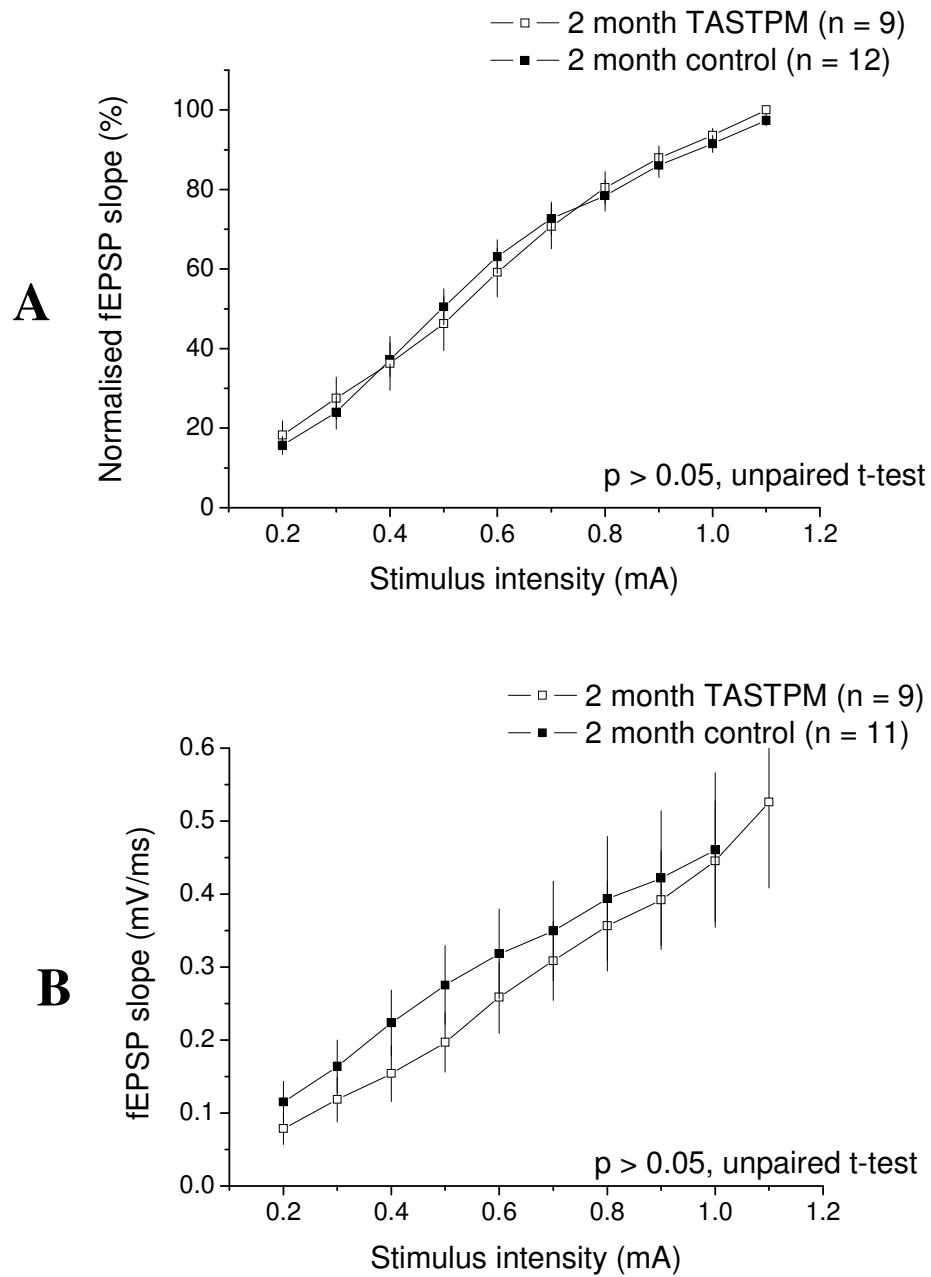 2 month TASTPM (n = 9)
2 month control (n = 12)
Normalised fEPSP slope (%)
100
80
60
40
20
0
A
p > 0.05, unpaired t-test
0.2 0.4 0.6 0.8 1.0 1.2
Stimulus intensity (mA)
2 month TASTPM (n = 9)
2 month control (n = 11)
fEPSP slope (mV/ms)
0.6
0.5
0.4
0.3
0.2
0.1
0.0
B
p > 0.05, unpaired t-test
0.2 0.4 0.6 0.8 1.0 1.2
Stimulus intensity (mA)